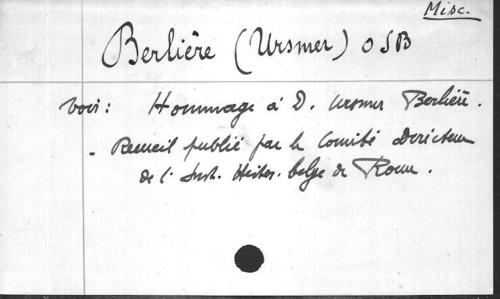 Misc.
Berlière (Ursmer) OSB
voir: Hommage à D. Ursmer Berlière.
. Recueil publié par le Comité Directeur
de l'Inst. Histor. belge de Rome.